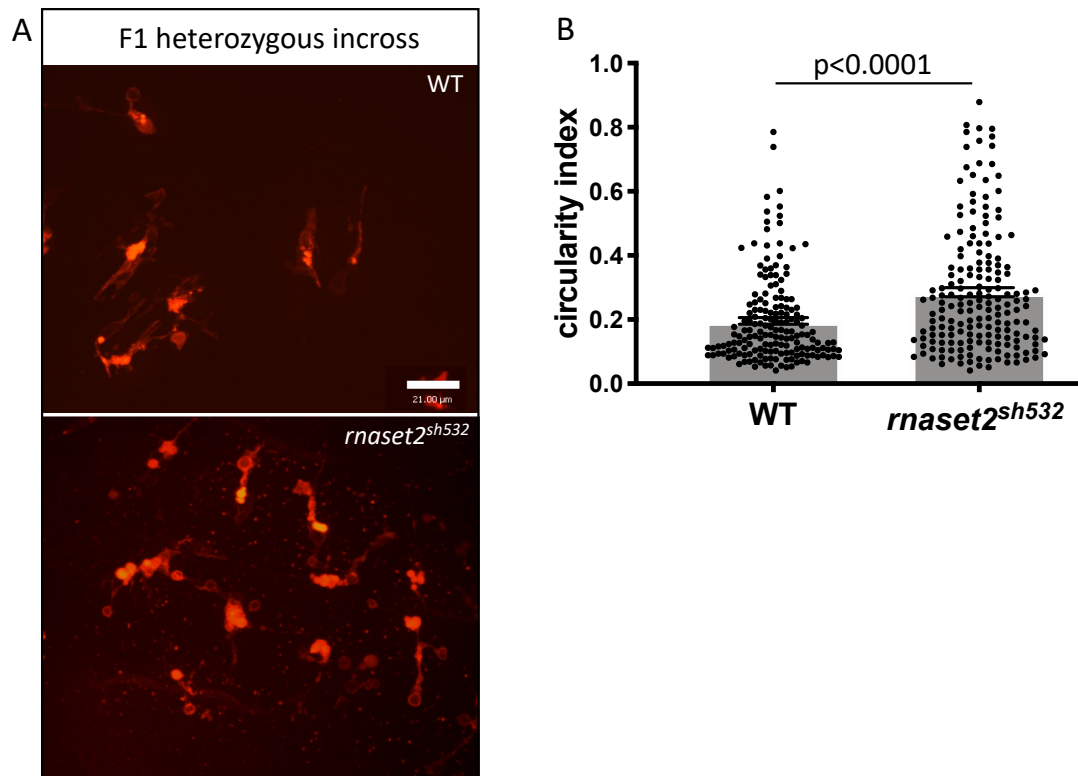 A
F1 heterozygous incross
WT
21.00 µm
rnaset2sh532
B
p<0.0001
1.0
0.8
0.6
0.4
0.2
0.0
circularity index
WT
rnaset2sh532